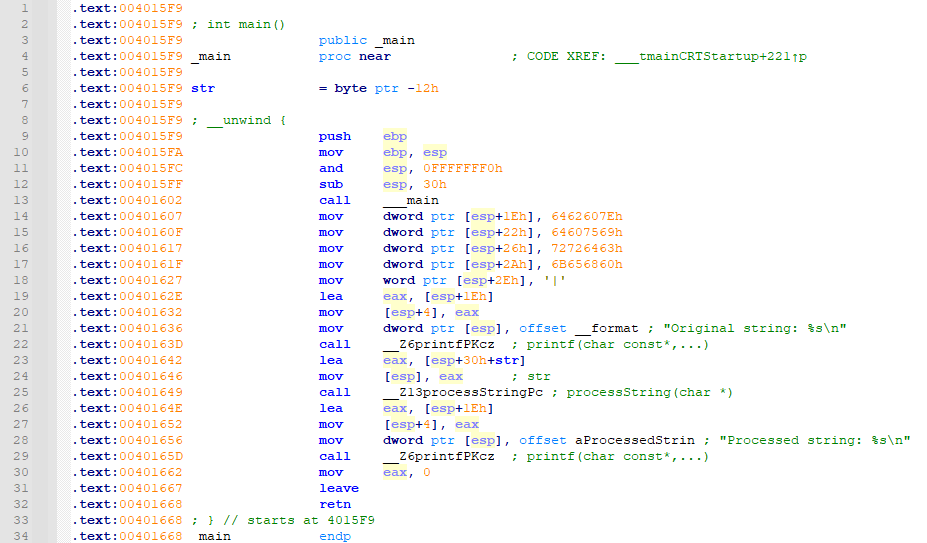 1 .text:004015F9
2 .text:004015F9 ; int main()
3 .text:004015F9 public _main
4 .text:004015F9 _main proc near ; CODE XREF: ___tmainCRTStartup+221↑p
5 .text:004015F9
6 .text:004015F9 str = byte ptr -12h
7 .text:004015F9
8 .text:004015F9 ; __unwind {
9 .text:004015F9 push ebp
10 .text:004015FA mov ebp, esp
11 .text:004015FC and esp, 0FFFFFFF0h
12 .text:004015FF sub esp, 30h
13 .text:00401602 call ___main
14 .text:00401607 mov dword ptr [esp+1Eh], 6462607Eh
15 .text:0040160F mov dword ptr [esp+22h], 64607569h
16 .text:00401617 mov dword ptr [esp+26h], 72726463h
17 .text:0040161F mov dword ptr [esp+2Ah], 6B656860h
18 .text:00401627 mov word ptr [esp+2Eh], '|'
19 .text:0040162E lea eax, [esp+1Eh]
20 .text:00401632 mov [esp+4], eax
21 .text:00401636 mov dword ptr [esp], offset __format ; "Original string: %s\n"
22 .text:0040163D call __Z6printfPKcz ; printf(char const*,...)
23 .text:00401642 lea eax, [esp+30h+str]
24 .text:00401646 mov [esp], eax ; str
25 .text:00401649 call __Z13processStringPc ; processString(char *)
26 .text:0040164E lea eax, [esp+1Eh]
27 .text:00401652 mov [esp+4], eax
28 .text:00401656 mov dword ptr [esp], offset aProcessedStrin ; "Processed string: %s\n"
29 .text:0040165D call __Z6printfPKcz ; printf(char const*,...)
30 .text:00401662 mov eax, 0
31 .text:00401667 leave
32 .text:00401668 retn
33 .text:00401668 ; } // starts at 4015F9
34 .text:00401668 _main endp